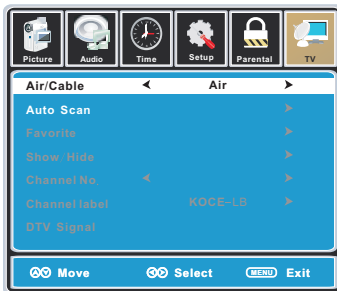 Picture Audio Time Setup Parental TV
Air/Cable Air
Auto Scan
Favorite
Show/Hide
Channel No.
Channel label KOCE-LB
DTV Signal
Move Select MENU Exit